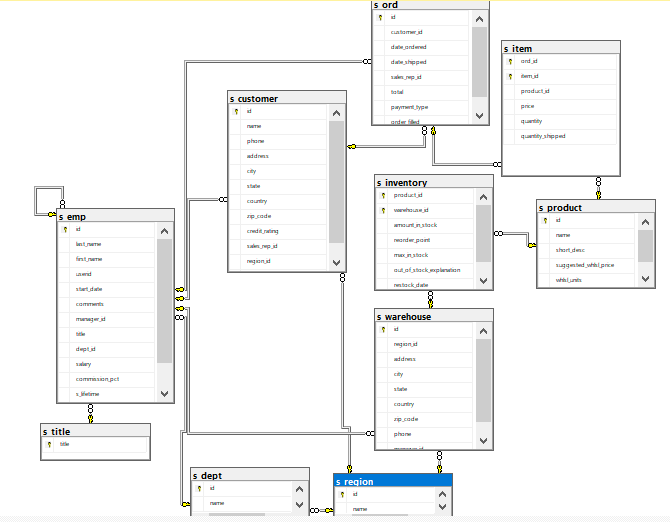 s_ord
id
customer_id
date_ordered
date_shipped
sales_rep_id
total
payment_type
order_filled
s_item
ord_id
item_id
product_id
price
quantity
quantity_shipped
s_customer
id
name
phone
address
city
state
country
zip_code
credit_rating
sales_rep_id
region_id
s_inventory
product_id
warehouse_id
amount_in_stock
reorder_point
max_in_stock
out_of_stock_explanation
restock_date
s_product
id
name
short_desc
suggested_whlsl_price
whlsl_units
s_emp
id
last_name
first_name
userid
start_date
comments
manager_id
title
dept_id
salary
commission_pct
s_lifetime
s_warehouse
id
region_id
address
city
state
country
zip_code
phone
manager_id
s_title
title
s_dept
id
name
s_region
id
name